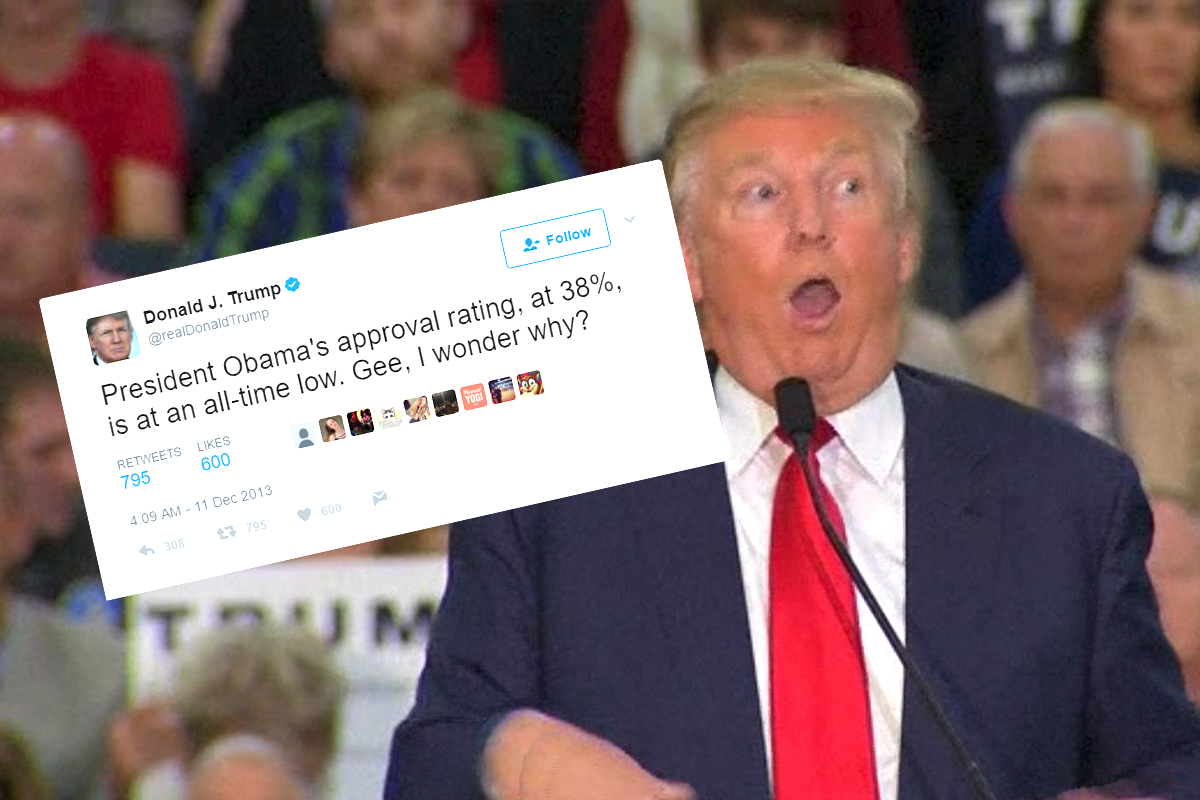 Donald J. Trump
@realDonaldTrump
Follow
President Obama's approval rating, at 38%,
is at an all-time low. Gee, I wonder why?
RETWEETS LIKES
795 600
4:09 AM - 11 Dec 2013
308 795 600
TRUM